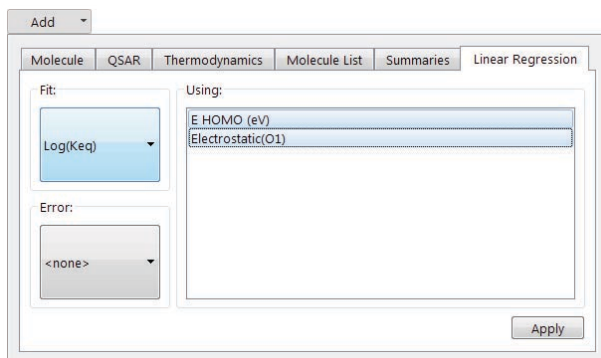 Add
Molecule QSAR Thermodynamics Molecule List Summaries Linear Regression
Fit:
Log(Keq)
Error:
<none>
Using:
E HOMO (eV)
Electrostatic(O1)
Apply